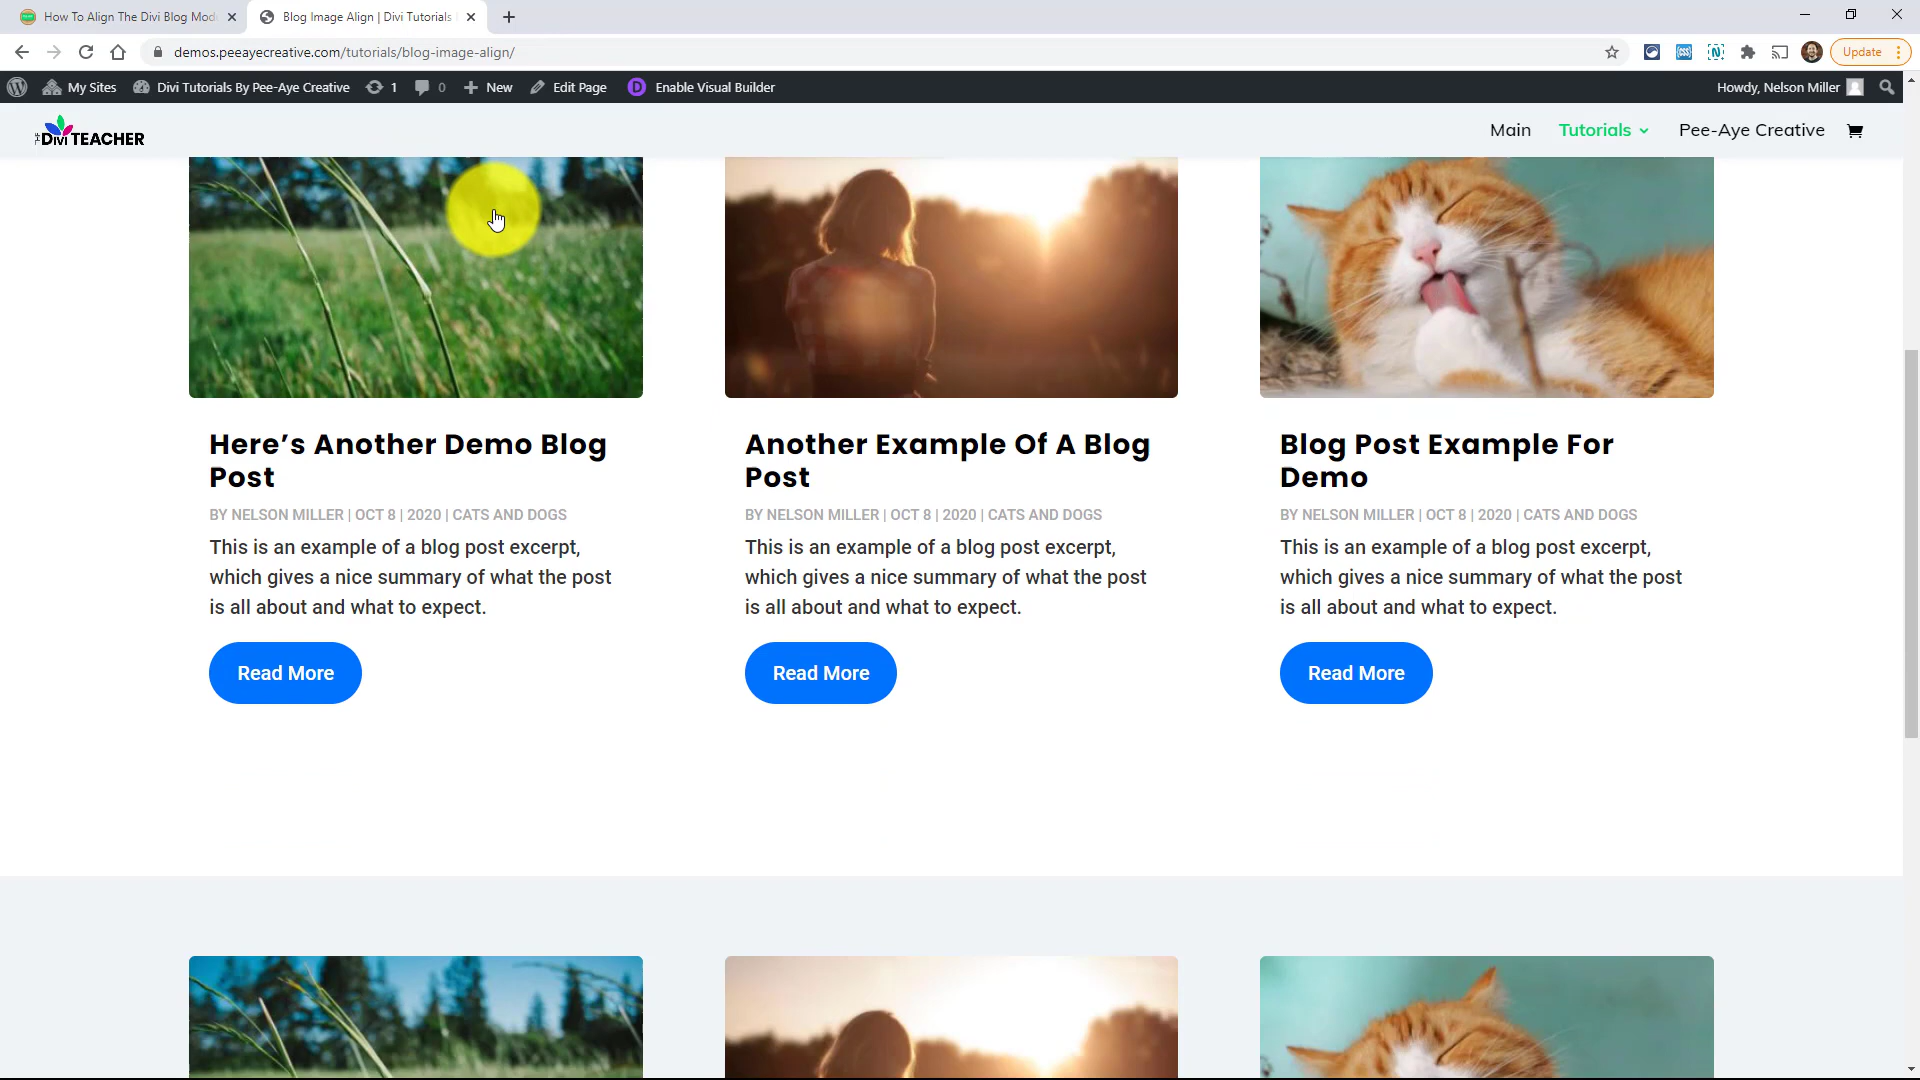 How To Align The Divi Blog Mod
Blog Image Align | Divi Tutorials
demos.peeayecreative.com/tutorials/blog-image-align/
Update
My Sites
Divi Tutorials By Pee-Aye Creative
1
0
New
Edit Page
Enable Visual Builder
Howdy, Nelson Miller
THE DIVI TEACHER
Main
Tutorials
Pee-Aye Creative
Here’s Another Demo Blog
Post
BY NELSON MILLER | OCT 8 | 2020 | CATS AND DOGS
This is an example of a blog post excerpt,
which gives a nice summary of what the post
is all about and what to expect.
Read More
Another Example Of A Blog
Post
BY NELSON MILLER | OCT 8 | 2020 | CATS AND DOGS
This is an example of a blog post excerpt,
which gives a nice summary of what the post
is all about and what to expect.
Read More
Blog Post Example For
Demo
BY NELSON MILLER | OCT 8 | 2020 | CATS AND DOGS
This is an example of a blog post excerpt,
which gives a nice summary of what the post
is all about and what to expect.
Read More